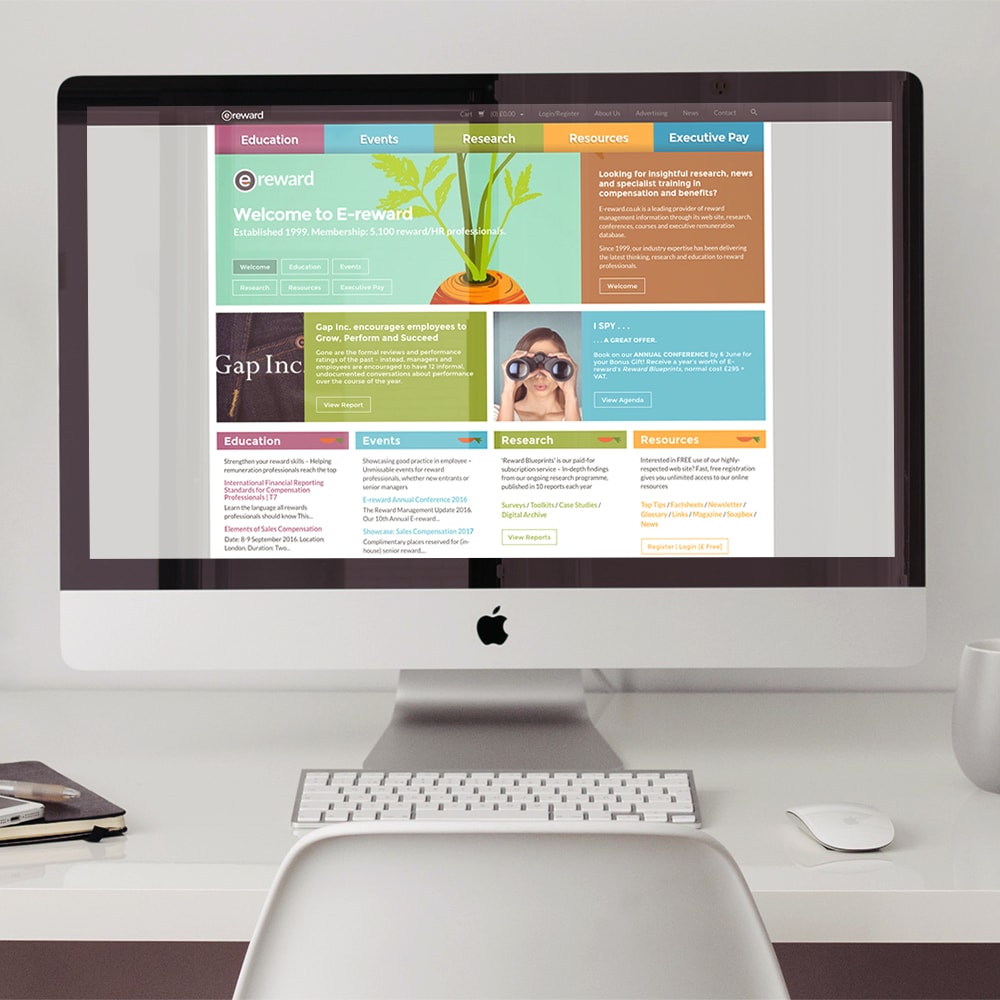 ereward
Cart (0) £0.00 Login/Register About Us Advertising News Contact
Education Events Research Resources Executive Pay
ereward
Welcome to E-reward
Established 1999. Membership: 5,100 reward/HR professionals.
Welcome Education Events
Research Resources Executive Pay
Looking for insightful research, news
and specialist training in
compensation and benefits?
E-reward.co.uk is a leading provider of reward
management information through its web site, research,
conferences, courses and executive remuneration
database.
Since 1999, our industry expertise has been delivering
the latest thinking, research and education to reward
professionals.
Welcome
Gap Inc.
Gap Inc. encourages employees to
Grow, Perform and Succeed
Gone are the formal reviews and performance
ratings of the past - instead, managers and
employees are encouraged to have 12 informal,
undocumented conversations about performance
over the course of the year.
View Report
I SPY . . .
. . . A GREAT OFFER.
Book on our ANNUAL CONFERENCE by 6 June for
your Bonus Gift! Receive a year's worth of E-
reward's Reward Blueprints, normal cost £295 +
VAT.
View Agenda
Education
Strengthen your reward skills – Helping
remuneration professionals reach the top
International Financial Reporting
Standards for Compensation
Professionals | T7
Learn the language all rewards
professionals should know This...
Elements of Sales Compensation
Date: 8-9 September 2016. Location:
London. Duration: Two...
Events
Showcasing good practice in employee –
Unmissable events for reward
professionals, whether new entrants or
senior managers
E-reward Annual Conference 2016
The Reward Management Update 2016.
Our 10th Annual E-reward...
Showcase: Sales Compensation 2017
Complimentary places reserved for (in-
house) senior reward...
Research
'Reward Blueprints' is our paid-for
subscription service – In-depth findings
from our ongoing research programme,
published in 10 reports each year
Surveys / Toolkits / Case Studies /
Digital Archive
View Reports
Resources
Interested in FREE use of our highly-
respected web site? Fast, free registration
gives you unlimited access to our online
resources
Top Tips / Factsheets / Newsletter /
Glossary / Links / Magazine / Soapbox /
News
Register | Login [£ Free]